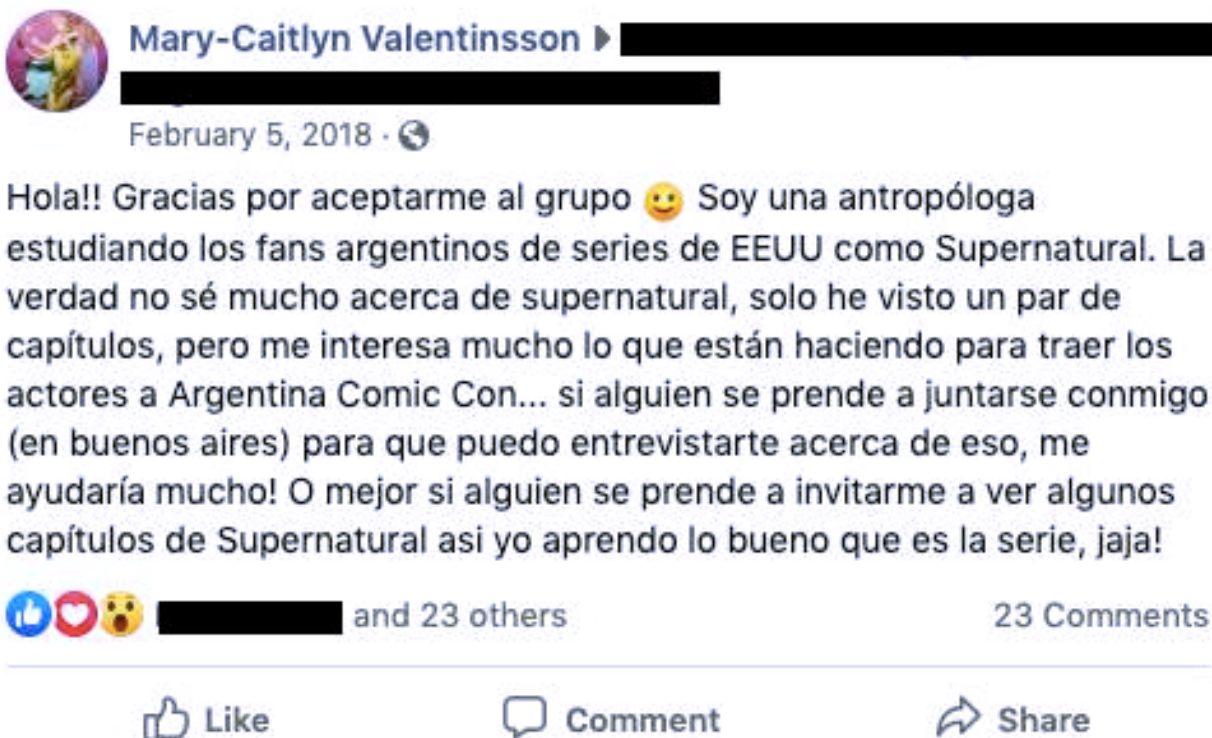 Mary-Caitlyn Valentinsson
February 5, 2018 ·
Hola!! Gracias por aceptarme al grupo 🙂 Soy una antropóloga
estudiando los fans argentinos de series de EEUU como Supernatural. La
verdad no sé mucho acerca de supernatural, solo he visto un par de
capítulos, pero me interesa mucho lo que están haciendo para traer los
actores a Argentina Comic Con... si alguien se prende a juntarse conmigo
(en buenos aires) para que puedo entrevistarte acerca de eso, me
ayudaría mucho! O mejor si alguien se prende a invitarme a ver algunos
capítulos de Supernatural asi yo aprendo lo bueno que es la serie, jaja!
and 23 others 23 Comments
Like Comment Share